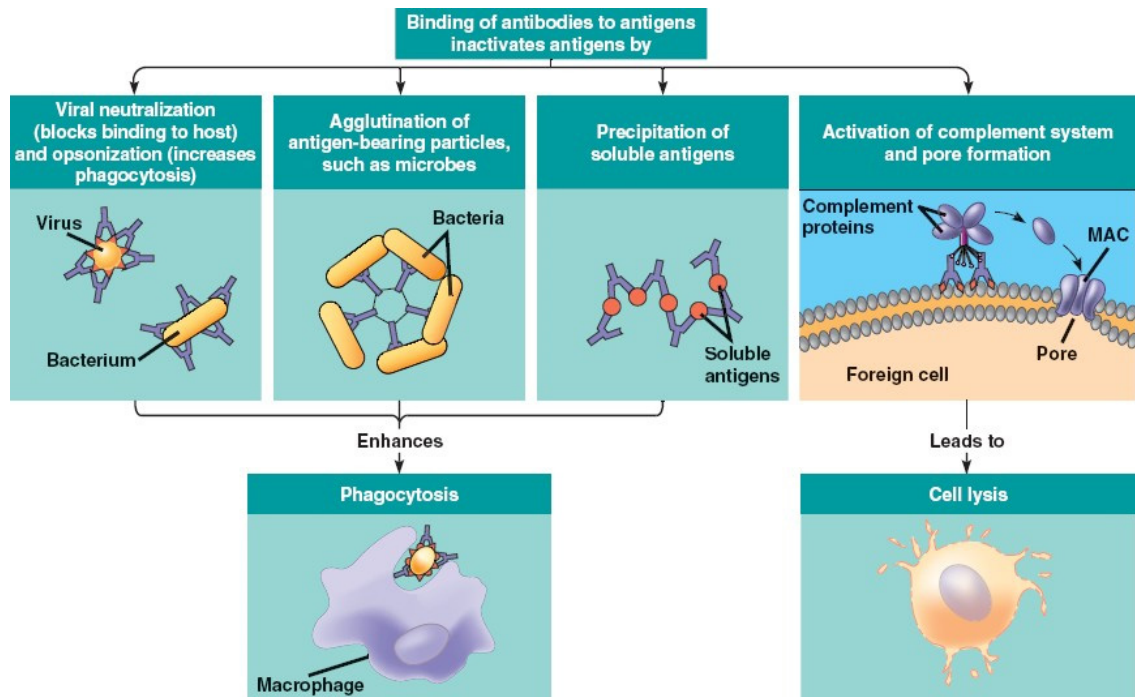 Binding of antibodies to antigens
inactivates antigens by
Viral neutralization
(blocks binding to host)
and opsonization (increases
phagocytosis)
Virus
Bacterium
Agglutination of
antigen-bearing particles,
such as microbes
Bacteria
Precipitation of
soluble antigens
Soluble
antigens
Activation of complement system
and pore formation
Complement
proteins
MAC
Pore
Foreign cell
Enhances
Leads to
Phagocytosis
Macrophage
Cell lysis